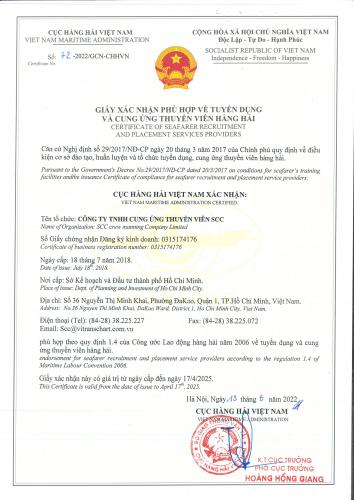 CỤC HÀNG HẢI VIỆT NAM
VIET NAM MARITIME ADMINISTRATION
Số: 72 -2022/GCN-CHHVN
Certificate No.
CỘNG HÒA XÃ HỘI CHỦ NGHĨA VIỆT NAM
Độc Lập - Tự Do - Hạnh Phúc
SOCIALIST REPUBLIC OF VIET NAM
Independence - Freedom - Happiness
GIẤY XÁC NHẬN PHÙ HỢP VỀ TUYỂN DỤNG
VÀ CUNG ỨNG THUYỀN VIÊN HÀNG HẢI
CERTIFICATE OF SEAFARER RECRUITMENT
AND PLACEMENT SERVICES PROVIDERS
Căn cứ Nghị định số 29/2017/NĐ-CP ngày 20 tháng 3 năm 2017 của Chính phủ quy định về điều
kiện cơ sở đào tạo, huấn luyện và tổ chức tuyển dụng, cung ứng thuyền viên hàng hải.
Pursuant to the Government's Decree No.29/2017/NĐ-CP dated 20/3/2017 on conditions for seafarer's training
facilities and the issuance Certificate of compliance for seafarer recruitment and placement service providers.
CỤC HÀNG HẢI VIỆT NAM XÁC NHẬN:
VIET NAM MARITIME ADMINISTRATION CERTIFIED:
Tên tổ chức: CÔNG TY TNHH CUNG ỨNG THUYỀN VIÊN SCC
Name of Organization: SCC crew manning Company Limited
Số Giấy chứng nhận Đăng ký kinh doanh: 0315174176
Certificate of business registration number: 0315174176
Ngày cấp: 18 tháng 7 năm 2018.
Date of issue: July 18th, 2018.
Nơi cấp: Sở Kế hoạch và Đầu tư thành phố Hồ Chí Minh.
Place of issue: Dept. of Planning and Investment of Ho Chi Minh City.
Địa chỉ: Số 36 Nguyễn Thị Minh Khai, Phường ĐaKao, Quận 1, TP.Hồ Chí Minh, Việt Nam.
Address: No.36 Nguyen Thi Minh Khai, DaKao Ward, District 1, Ho Chi Minh City, Viet Nam.
Điện thoại (Tel): (84-28) 38.225.227 Fax: (84-28) 38.225.072
Email: Scc@vitranschart.com.vn
phù hợp theo quy định 1.4 của Công ước Lao động hàng hải năm 2006 về tuyển dụng và cung
ứng thuyền viên hàng hải.
endorsement for seafarer recruitment and placement service providers according to the regulation 1.4 of
Maritime Labour Convention 2006.
Giấy xác nhận này có giá trị từ ngày cấp đến ngày 17/4/2025.
This Certificate is valid from the date of issue to April 17th, 2025.
Hà Nội, ngày 13 tháng 6 năm 2022
CỤC HÀNG HẢI VIỆT NAM
VIET NAM MARITIME ADMINISTRATION
K.T CỤC TRƯỞNG
PHÓ CỤC TRƯỞNG
HOÀNG HỒNG GIANG